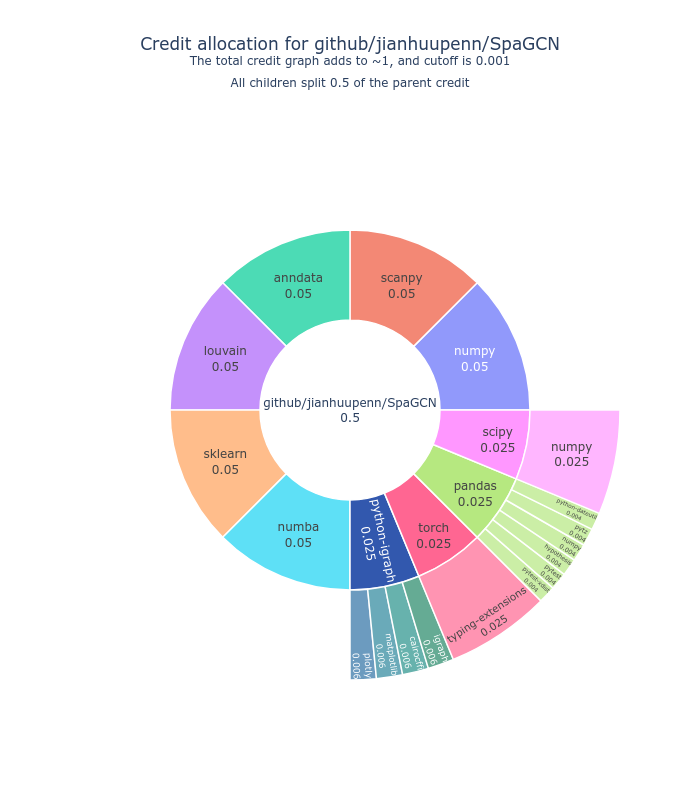 Credit allocation for github/jianhuupenn/SpaGCN
The total credit graph adds to ~1, and cutoff is 0.001
All children split 0.5 of the parent credit
anndata
0.05
scanpy
0.05
louvain
0.05
numpy
0.05
github/jianhuupenn/SpaGCN
0.5
scipy
0.025
numpy
0.025
sklearn
0.05
pandas
0.025
python-dateutil
0.004
pytz
0.004
numpy
0.004
hypothesis
0.004
pytest
0.004
pytest-xdist
0.004
numba
0.05
python-igraph
0.025
torch
0.025
typing-extensions
0.025
plotly
0.006
matplotlib
0.006
cairocffi
0.006
igraph
0.006